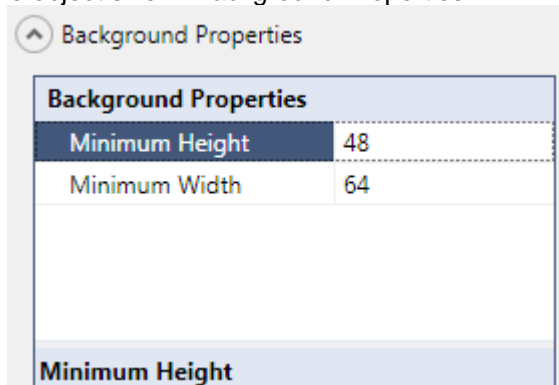 Background Properties
Background Properties
Minimum Height 48
Minimum Width 64
Minimum Height